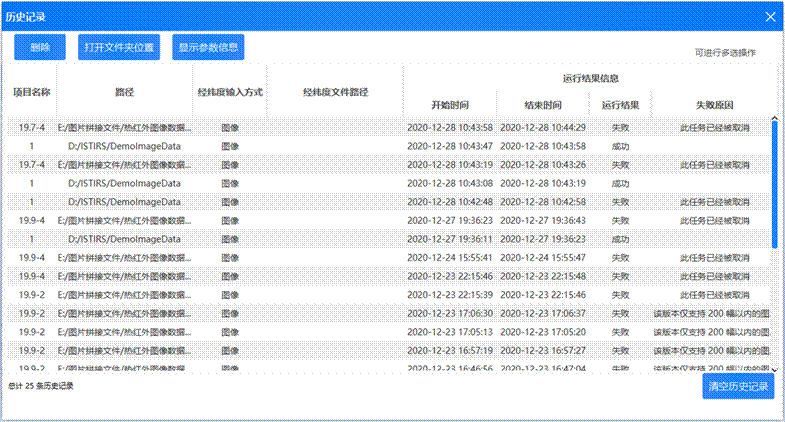 历史记录
删除 打开文件夹位置 显示参数信息
可进行多选操作
运行结果信息
项目名称 路径 经纬度输入方式 经纬度文件路径
开始时间 结束时间 运行结果 失败原因
19.7-4 E:/图片拼接文件/热红外图像数据... 图像 2020-12-28 10:43:58 2020-12-28 10:44:29 失败 此任务已经被取消
1 D:/ISTIRS/DemoImageData 图像 2020-12-28 10:43:47 2020-12-28 10:43:58 成功
19.7-4 E:/图片拼接文件/热红外图像数据... 图像 2020-12-28 10:43:19 2020-12-28 10:43:26 失败 此任务已经被取消
1 D:/ISTIRS/DemoImageData 图像 2020-12-28 10:43:08 2020-12-28 10:43:19 成功
1 D:/ISTIRS/DemoImageData 图像 2020-12-28 10:42:48 2020-12-28 10:42:58 失败 此任务已经被取消
19.9-4 E:/图片拼接文件/热红外图像数据... 图像 2020-12-27 19:36:23 2020-12-27 19:36:43 失败 此任务已经被取消
1 D:/ISTIRS/DemoImageData 图像 2020-12-27 19:36:11 2020-12-27 19:36:23 成功
19.9-4 E:/图片拼接文件/热红外图像数据... 图像 2020-12-24 15:55:41 2020-12-24 15:55:47 失败 此任务已经被取消
19.9-4 E:/图片拼接文件/热红外图像数据... 图像 2020-12-23 22:15:46 2020-12-23 22:15:48 失败 此任务已经被取消
19.9-2 E:/图片拼接文件/热红外图像数据... 图像 2020-12-23 22:15:39 2020-12-23 22:15:46 失败 此任务已经被取消
19.9-2 E:/图片拼接文件/热红外图像数据... 图像 2020-12-23 17:06:30 2020-12-23 17:06:37 失败 该版本仅支持 200 幅以内的图...
19.9-2 E:/图片拼接文件/热红外图像数据... 图像 2020-12-23 17:05:13 2020-12-23 17:05:20 失败 该版本仅支持 200 幅以内的图...
19.9-2 E:/图片拼接文件/热红外图像数据... 图像 2020-12-23 16:57:19 2020-12-23 16:57:27 失败 该版本仅支持 200 幅以内的图...
19.9-2 E:/图片拼接文件/热红外图像数据... 图像 2020-12-23 16:46:56 2020-12-23 16:47:04 失败 该版本仅支持 200 幅以内的图...
总计 25 条历史记录
清空历史记录